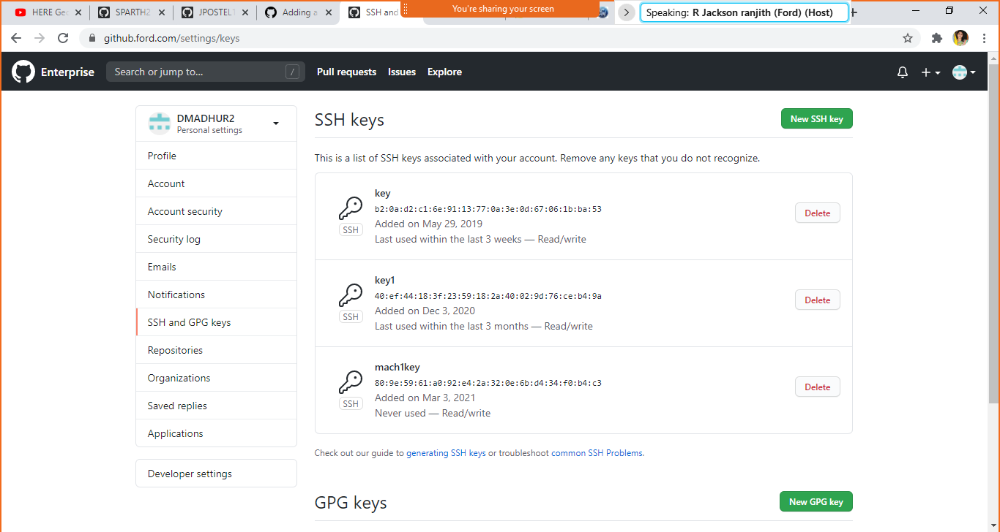 HERE Geo
SPARTH2
JPOSTEL1
Adding a
SSH and
You're sharing your screen
Speaking: R Jackson ranjith (Ford) (Host)
github.ford.com/settings/keys
Enterprise
Search or jump to...
/
Pull requests
Issues
Explore
DMADHUR2
Personal settings
Profile
Account
Account security
Security log
Emails
Notifications
SSH and GPG keys
Repositories
Organizations
Saved replies
Applications
Developer settings
SSH keys
New SSH key
This is a list of SSH keys associated with your account. Remove any keys that you do not recognize.
key
b2:0a:d2:c1:6e:91:13:77:0a:3e:0d:67:06:1b:ba:53
SSH
Added on May 29, 2019
Last used within the last 3 weeks — Read/write
Delete
key1
40:ef:44:18:3f:23:59:18:2a:40:02:9d:76:ce:b4:9a
SSH
Added on Dec 3, 2020
Last used within the last 3 months — Read/write
Delete
mach1key
80:9e:59:61:a0:92:e4:2a:32:0e:6b:d4:34:f0:b4:c3
SSH
Added on Mar 3, 2021
Never used — Read/write
Delete
Check out our guide to generating SSH keys or troubleshoot common SSH Problems.
GPG keys
New GPG key